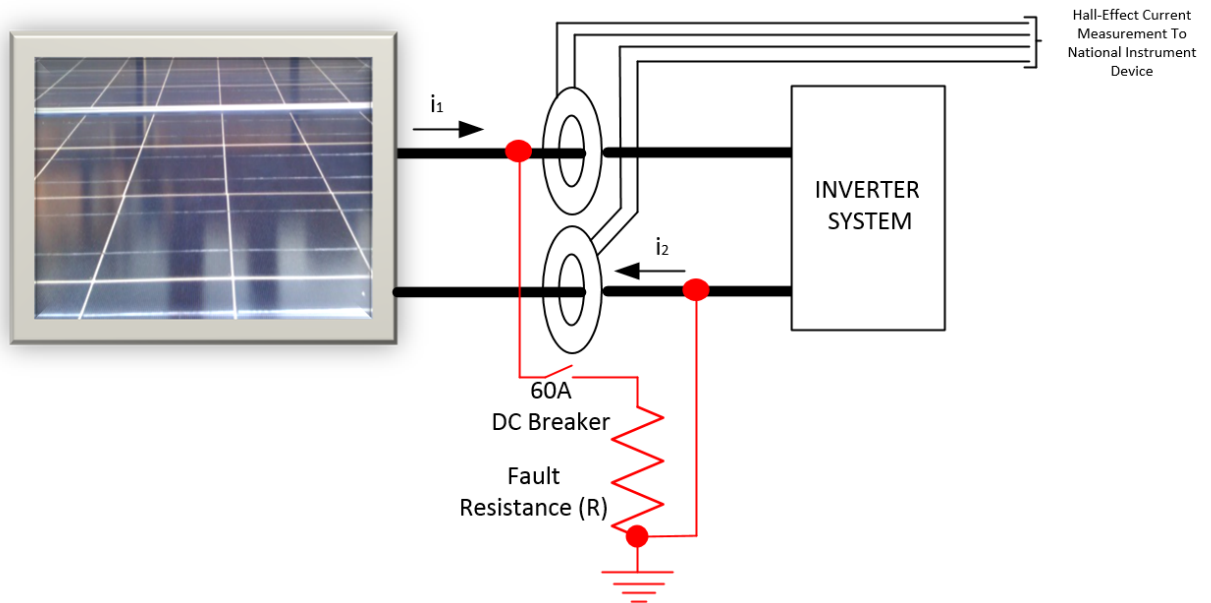 Hall-Effect Current
Measurement To
National Instrument
Device
i1
INVERTER
SYSTEM
i2
60A
DC Breaker
Fault
Resistance (R)